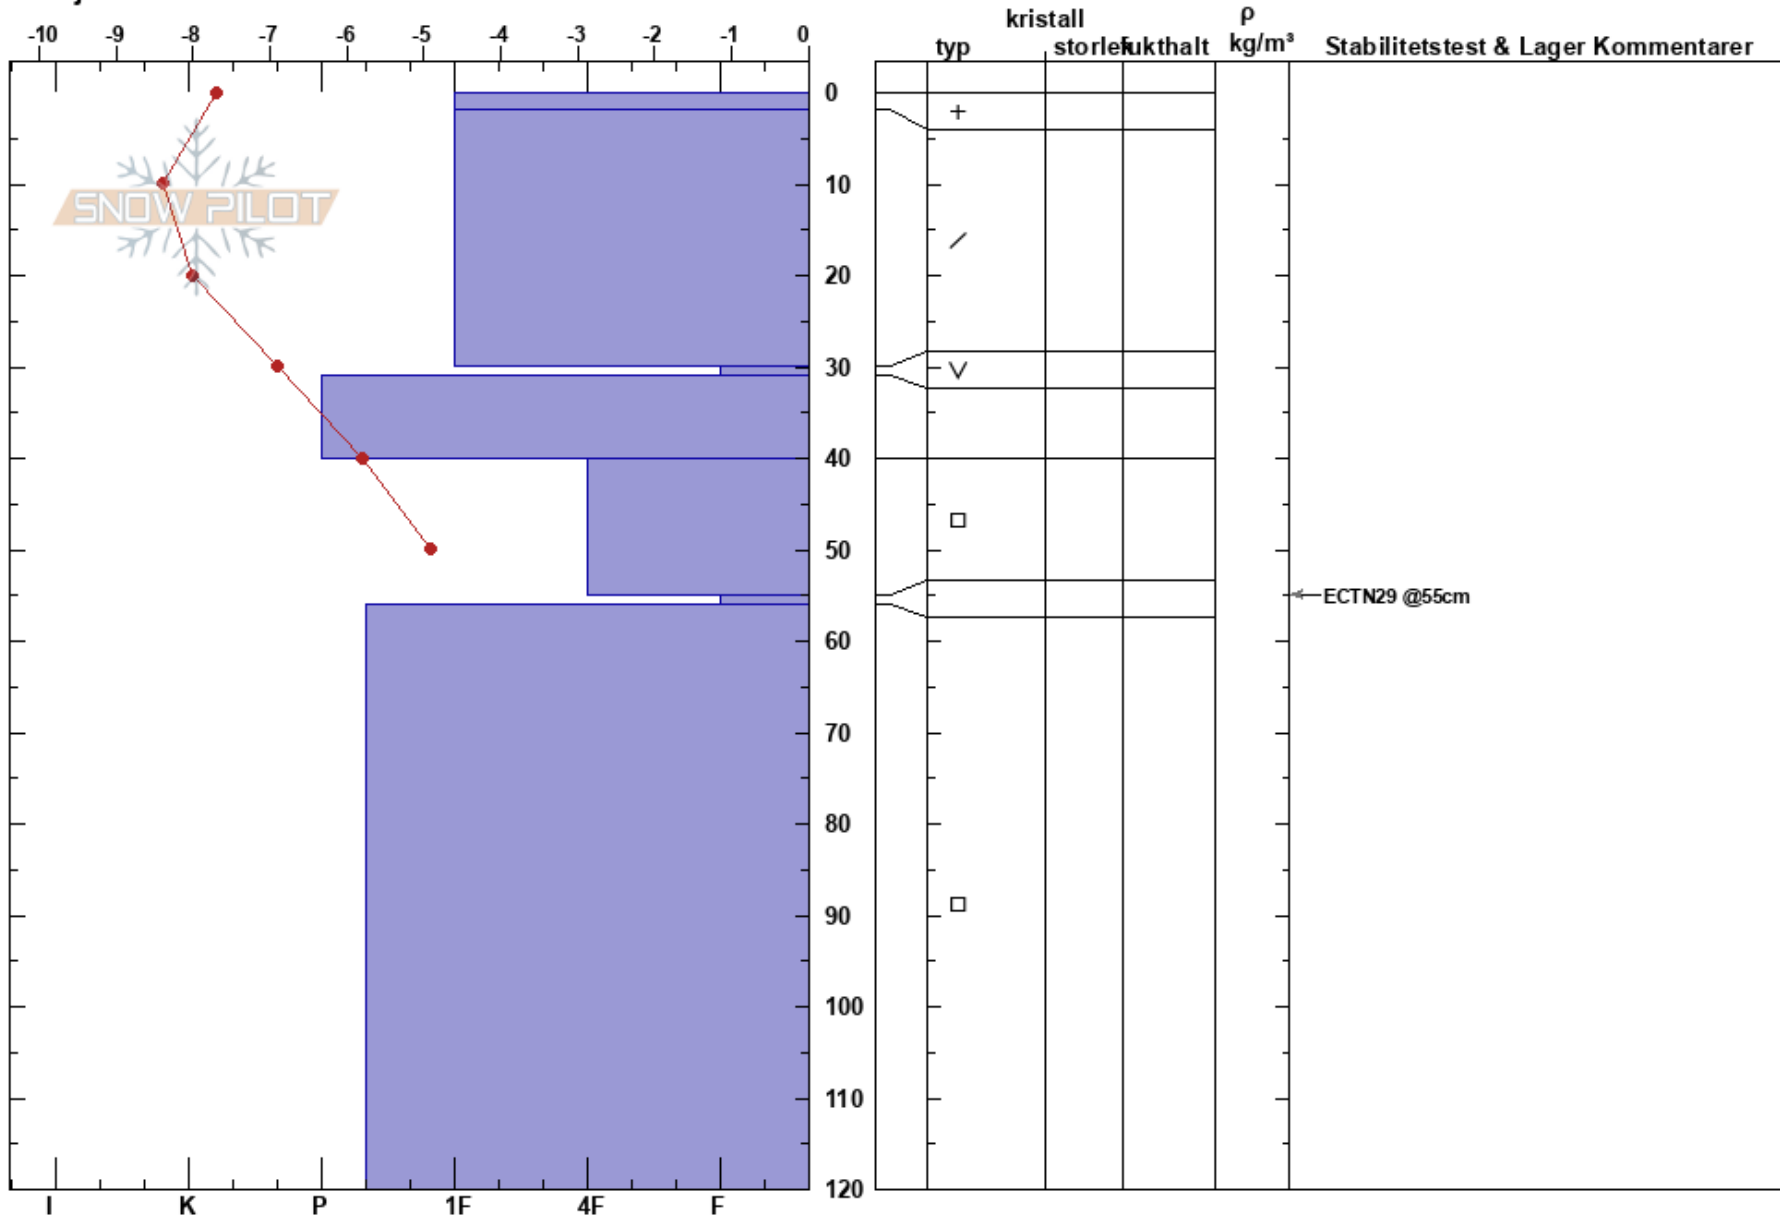 kristall ρ
-10 -9 -8 -7 -6 -5 -4 -3 -2 -1 0
typ storlek fukthalt kg/m³ Stabilitetstest & Lager Kommentarer
0
+
10
SNOW PILOT
20
30
40
50
ECTN29 @55cm
60
70
80
90
100
110
120
I K P 1F 4F F